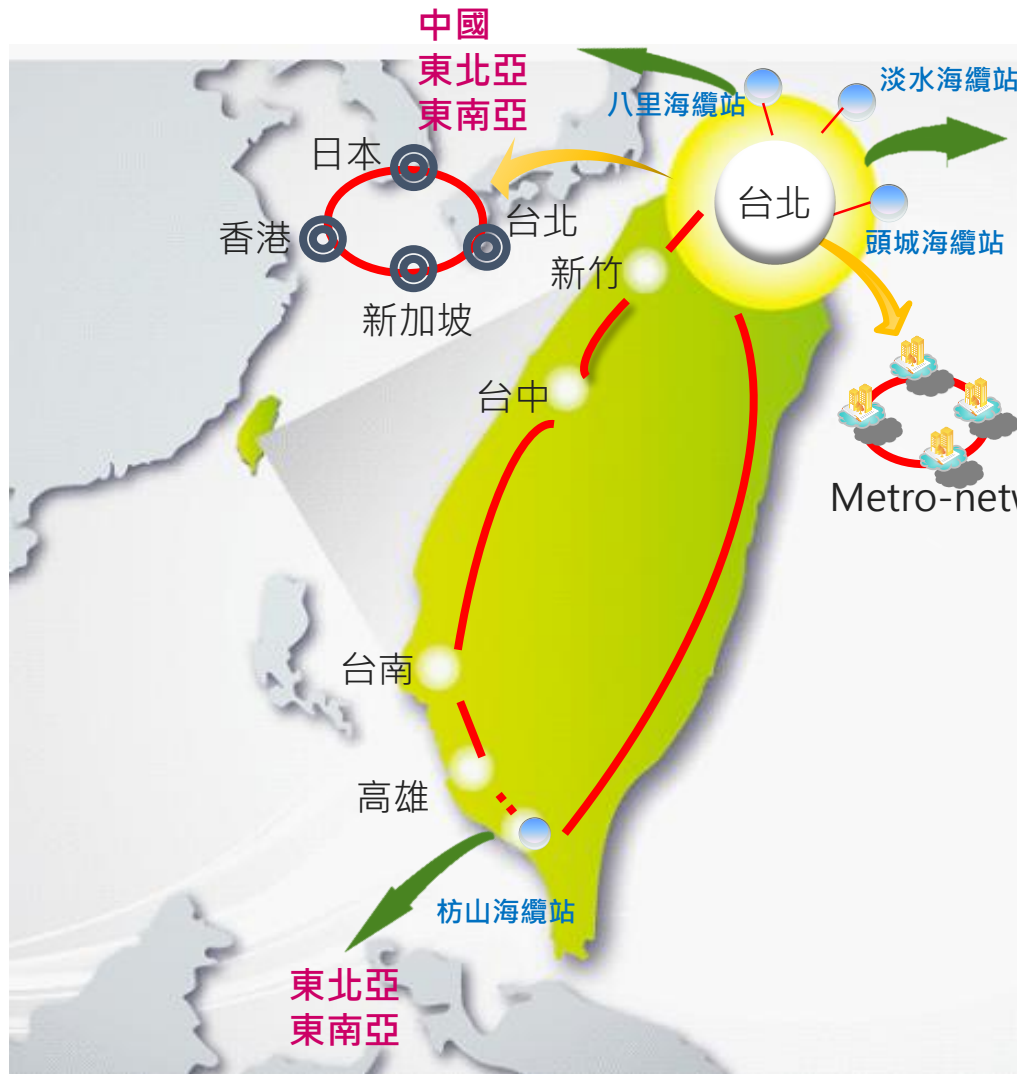 中國
東北亞
東南亞
八里海纜站
淡水海纜站
日本
台北
香港
台北
新竹
頭城海纜站
新加坡
台中
Metro-netw
台南
高雄
枋山海纜站
東北亞
東南亞